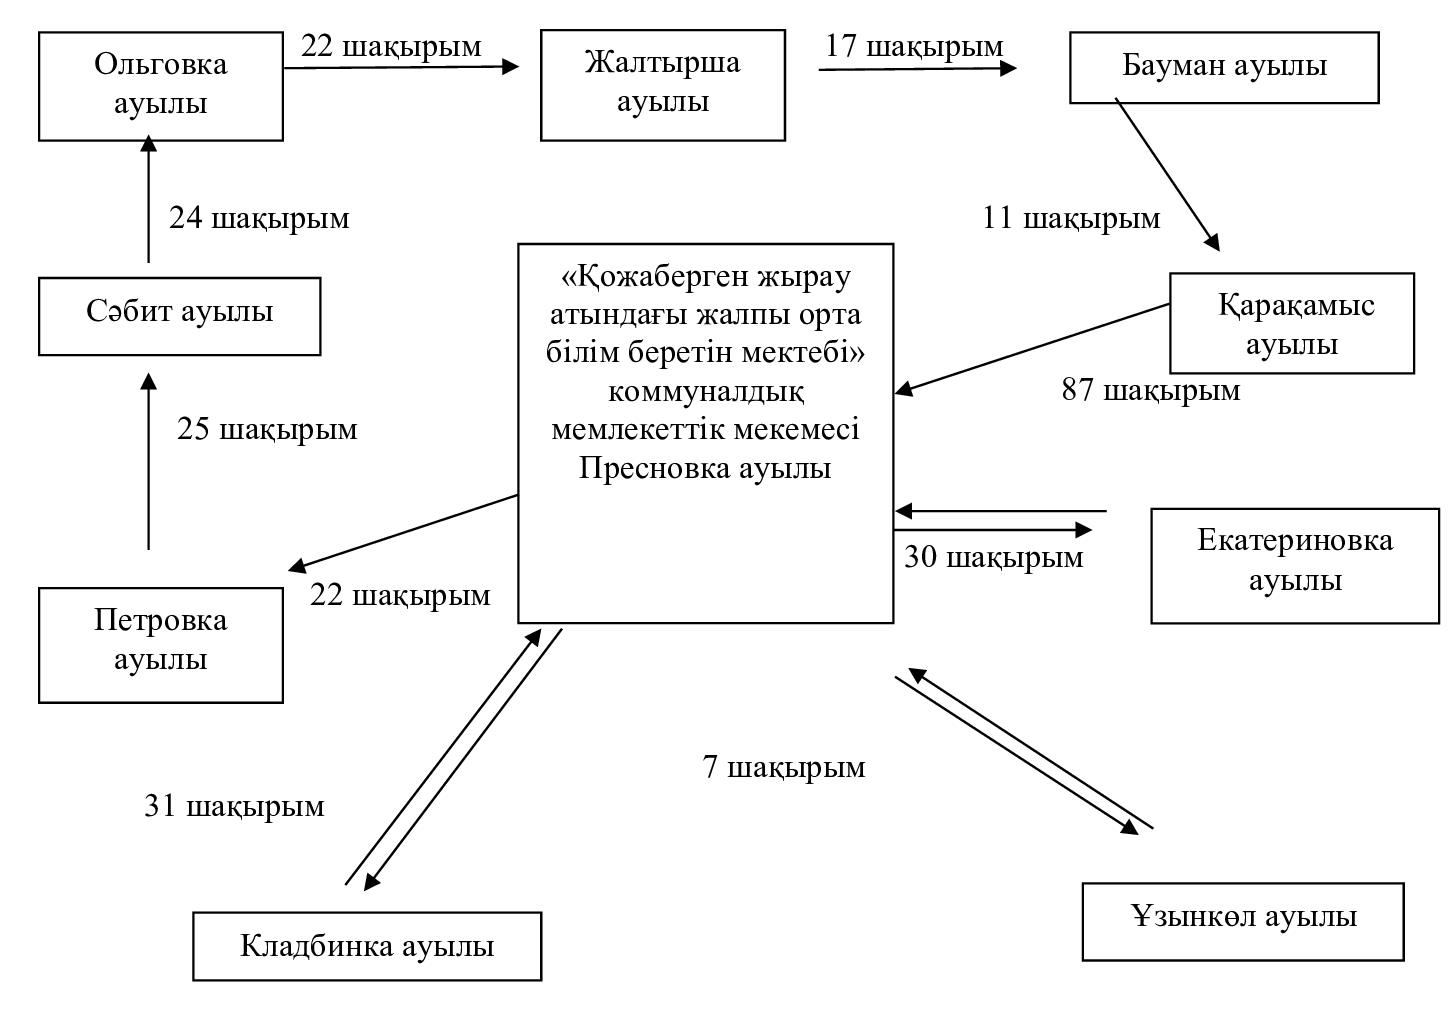 Ольговка
ауылы
22 шақырым
Жалтырша
ауылы
17 шақырым
Бауман ауылы
24 шақырым
11 шақырым
Сәбит ауылы
«Қожаберген жырау
атындағы жалпы орта
білім беретін мектебі»
коммуналдық
мемлекеттік мекемесі
Пресновка ауылы
Қарақамыс
ауылы
87 шақырым
25 шақырым
Екатериновка
ауылы
30 шақырым
22 шақырым
Петровка
ауылы
7 шақырым
31 шақырым
Кладбинка ауылы
Ұзынкөл ауылы